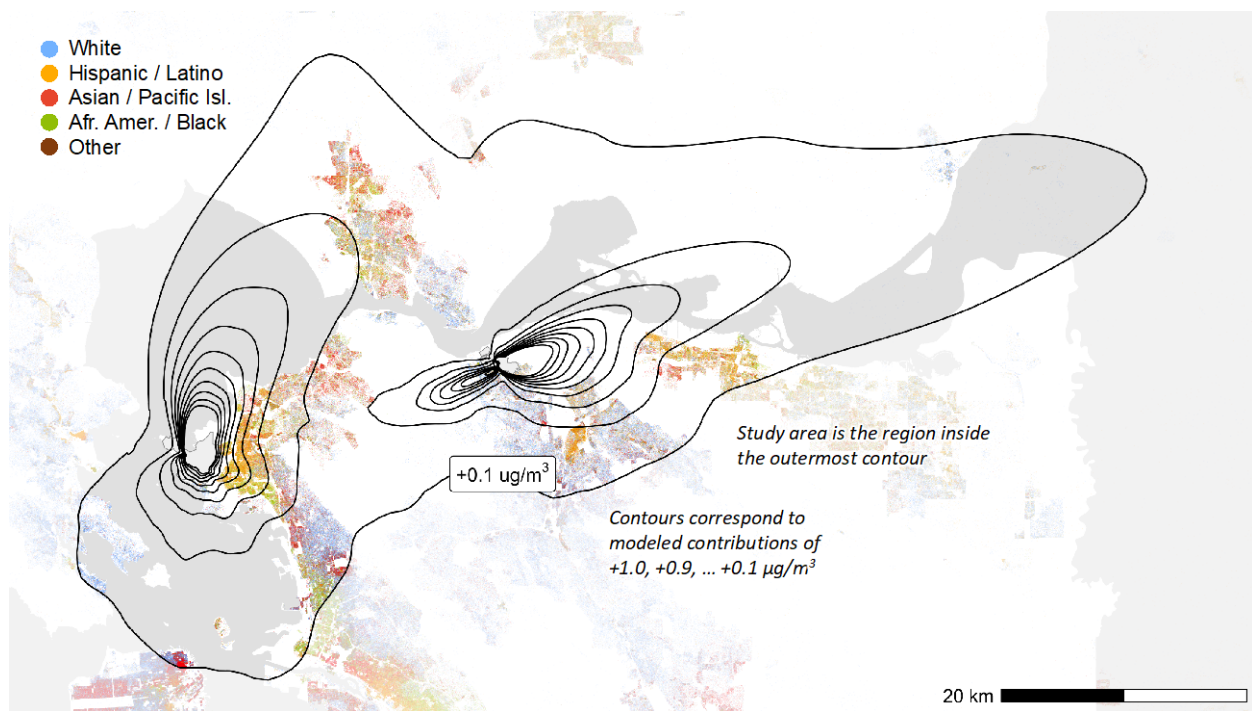 White
Hispanic / Latino
Asian / Pacific Isl.
Afr. Amer. / Black
Other
+0.1 ug/m³
Study area is the region inside
the outermost contour
Contours correspond to
modeled contributions of
+1.0, +0.9, ... +0.1 μg/m³
20 km